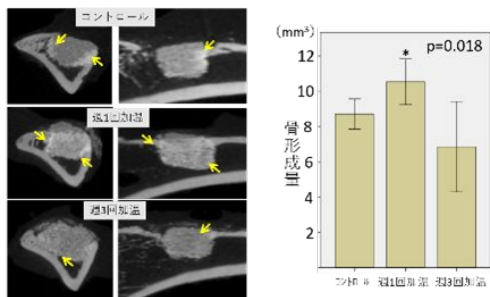 コントロール
週1回加温
週3回加温
(mm³)
p=0.018
*
12
10
8
6
4
2
骨形成量
コントロール
週1回加温
週3回加温